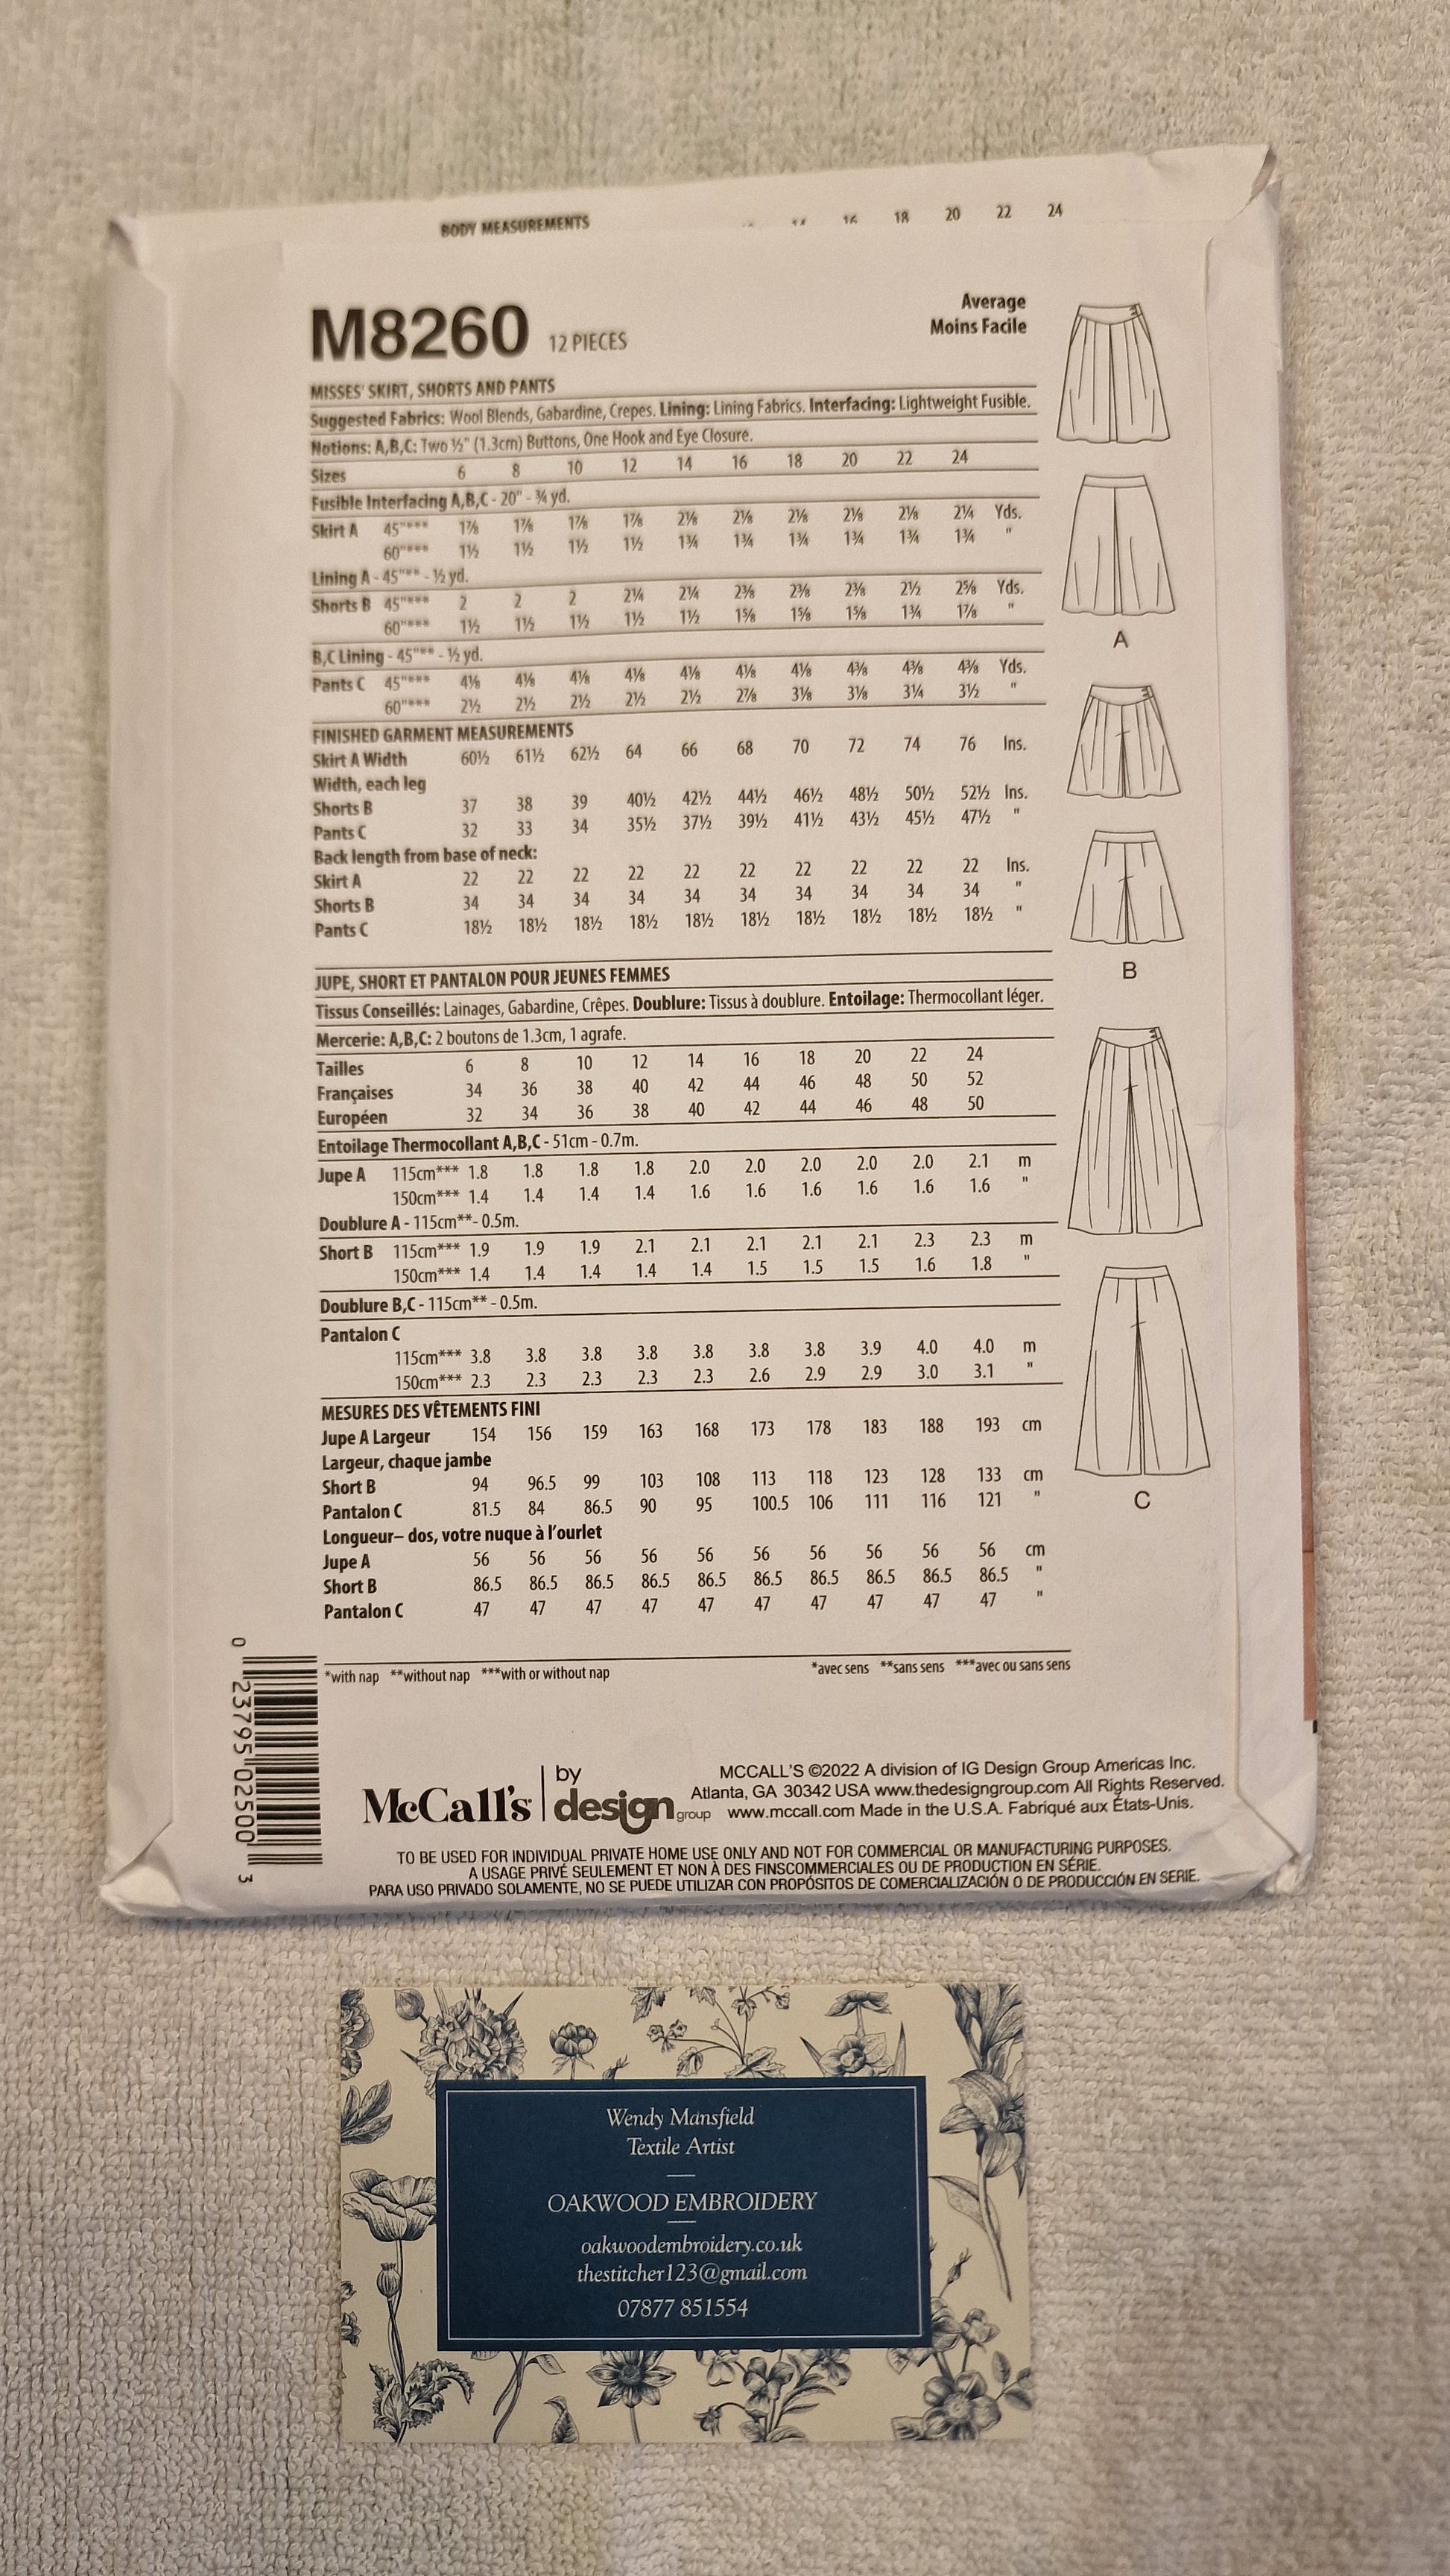 BODY MEASUREMENTS 14 16 18 20 22 24
M8260 12 PIECES
Average
Moins Facile
MISSES' SKIRT, SHORTS AND PANTS
Suggested Fabrics: Wool Blends, Gabardine, Crepes. Lining: Lining Fabrics. Interfacing: Lightweight Fusible.
Notions: A,B,C: Two ½" (1.3cm) Buttons, One Hook and Eye Closure.
Sizes 6 8 10 12 14 16 18 20 22 24
Fusible Interfacing A,B,C - 20" - ¾ yd.
Skirt A 45"*** 1⅞ 1⅞ 1⅞ 1⅞ 2⅛ 2⅛ 2⅛ 2⅛ 2⅛ 2¼ Yds.
60"*** 1½ 1½ 1½ 1½ 1¾ 1¾ 1¾ 1¾ 1¾ 1¾ "
Lining A - 45"** - ½ yd.
Shorts B 45"*** 2 2 2 2¼ 2¼ 2⅜ 2⅜ 2⅜ 2½ 2⅝ Yds.
60"*** 1½ 1½ 1½ 1½ 1½ 1⅝ 1⅝ 1⅝ 1¾ 1⅞ "
B,C Lining - 45"** - ½ yd.
Pants C 45"*** 4⅛ 4⅛ 4⅛ 4⅛ 4⅛ 4⅛ 4⅛ 4⅜ 4⅜ 4⅜ Yds.
60"*** 2½ 2½ 2½ 2½ 2½ 2⅞ 3⅛ 3⅛ 3¼ 3½ "
FINISHED GARMENT MEASUREMENTS
Skirt A Width 60½ 61½ 62½ 64 66 68 70 72 74 76 Ins.
Width, each leg
Shorts B 37 38 39 40½ 42½ 44½ 46½ 48½ 50½ 52½ Ins.
Pants C 32 33 34 35½ 37½ 39½ 41½ 43½ 45½ 47½ "
Back length from base of neck:
Skirt A 22 22 22 22 22 22 22 22 22 22 Ins.
Shorts B 34 34 34 34 34 34 34 34 34 34 "
Pants C 18½ 18½ 18½ 18½ 18½ 18½ 18½ 18½ 18½ 18½ "
JUPE, SHORT ET PANTALON POUR JEUNES FEMMES
Tissus Conseillés: Lainages, Gabardine, Crêpes. Doublure: Tissus à doublure. Entoilage: Thermocollant léger.
Mercerie: A,B,C: 2 boutons de 1.3cm, 1 agrafe.
Tailles 6 8 10 12 14 16 18 20 22 24
Françaises 34 36 38 40 42 44 46 48 50 52
Européen 32 34 36 38 40 42 44 46 48 50
Entoilage Thermocollant A,B,C - 51cm - 0.7m.
Jupe A 115cm*** 1.8 1.8 1.8 1.8 2.0 2.0 2.0 2.0 2.0 2.1 m
150cm*** 1.4 1.4 1.4 1.4 1.6 1.6 1.6 1.6 1.6 1.6 "
Doublure A - 115cm**- 0.5m.
Short B 115cm*** 1.9 1.9 1.9 2.1 2.1 2.1 2.1 2.1 2.3 2.3 m
150cm*** 1.4 1.4 1.4 1.4 1.4 1.5 1.5 1.5 1.6 1.8 "
Doublure B,C - 115cm** - 0.5m.
Pantalon C
115cm*** 3.8 3.8 3.8 3.8 3.8 3.8 3.8 3.9 4.0 4.0 m
150cm*** 2.3 2.3 2.3 2.3 2.3 2.6 2.9 2.9 3.0 3.1 "
MESURES DES VÊTEMENTS FINI
Jupe A Largeur 154 156 159 163 168 173 178 183 188 193 cm
Largeur, chaque jambe
Short B 94 96.5 99 103 108 113 118 123 128 133 cm
Pantalon C 81.5 84 86.5 90 95 100.5 106 111 116 121 "
Longueur– dos, votre nuque à l'ourlet
Jupe A 56 56 56 56 56 56 56 56 56 56 cm
Short B 86.5 86.5 86.5 86.5 86.5 86.5 86.5 86.5 86.5 86.5 "
Pantalon C 47 47 47 47 47 47 47 47 47 47 "
A
B
C
*with nap **without nap ***with or without nap
*avec sens **sans sens ***avec ou sans sens
0 23795 02500 3
McCall's by design group
MCCALL'S ©2022 A division of IG Design Group Americas Inc.
Atlanta, GA 30342 USA www.thedesigngroup.com All Rights Reserved.
www.mccall.com Made in the U.S.A. Fabriqué aux États-Unis.
TO BE USED FOR INDIVIDUAL PRIVATE HOME USE ONLY AND NOT FOR COMMERCIAL OR MANUFACTURING PURPOSES.
A USAGE PRIVÉ SEULEMENT ET NON À DES FINSCOMMERCIALES OU DE PRODUCTION EN SÉRIE.
PARA USO PRIVADO SOLAMENTE, NO SE PUEDE UTILIZAR CON PROPÓSITOS DE COMERCIALIZACIÓN O DE PRODUCCIÓN EN SERIE.
Wendy Mansfield
Textile Artist
OAKWOOD EMBROIDERY
oakwoodembroidery.co.uk
thestitcher123@gmail.com
07877 851554